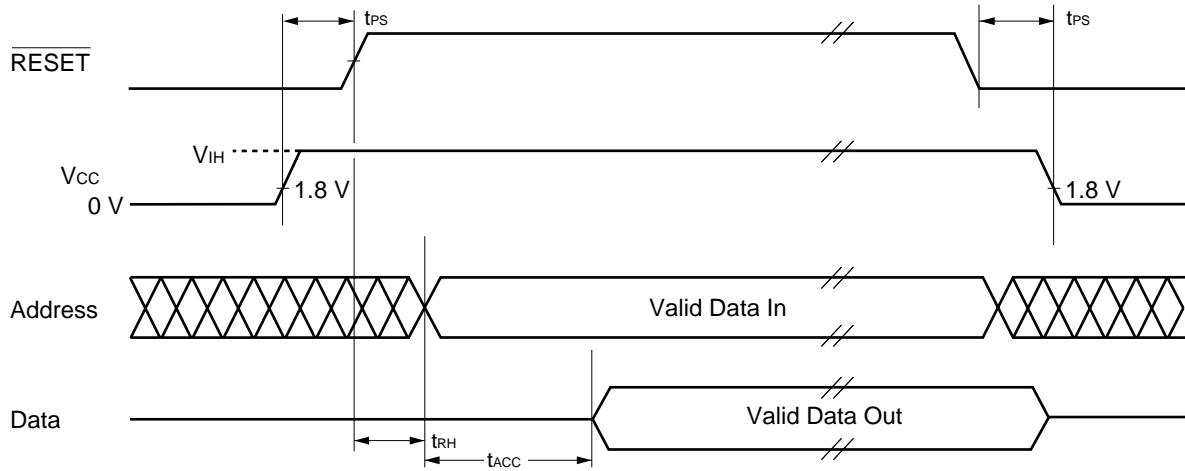 tPS
tPS
RESET
VIH
VCC
0 V
1.8 V
1.8 V
Address
Valid Data In
Data
Valid Data Out
tRH
tACC